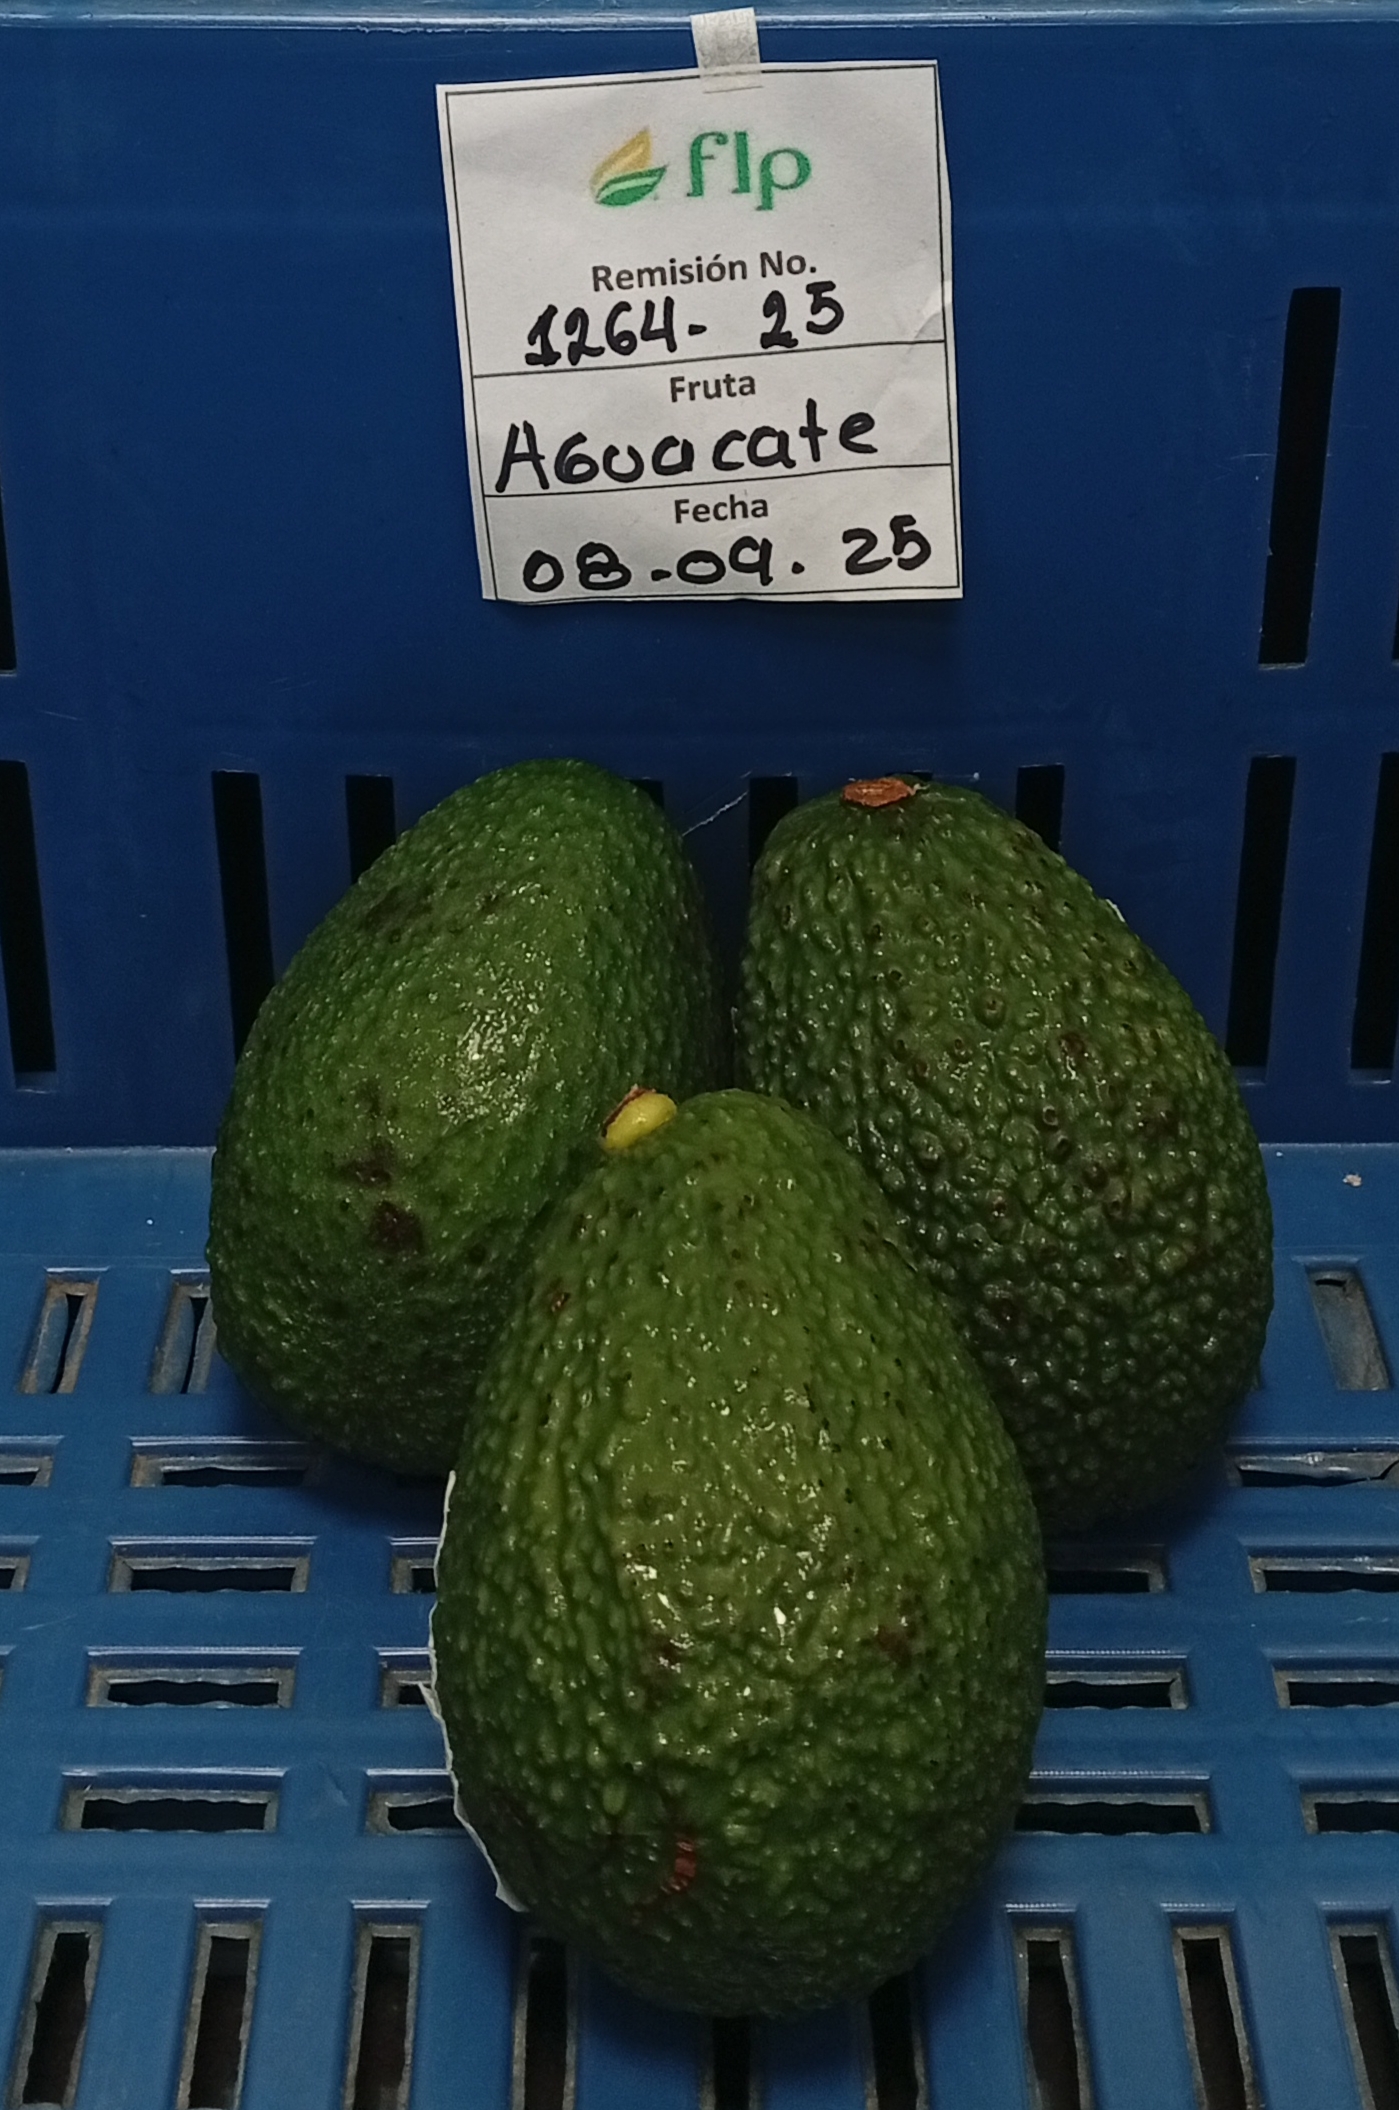 flp
Remisión No.
1264- 25
Fruta
AGuacate
Fecha
08.09.25